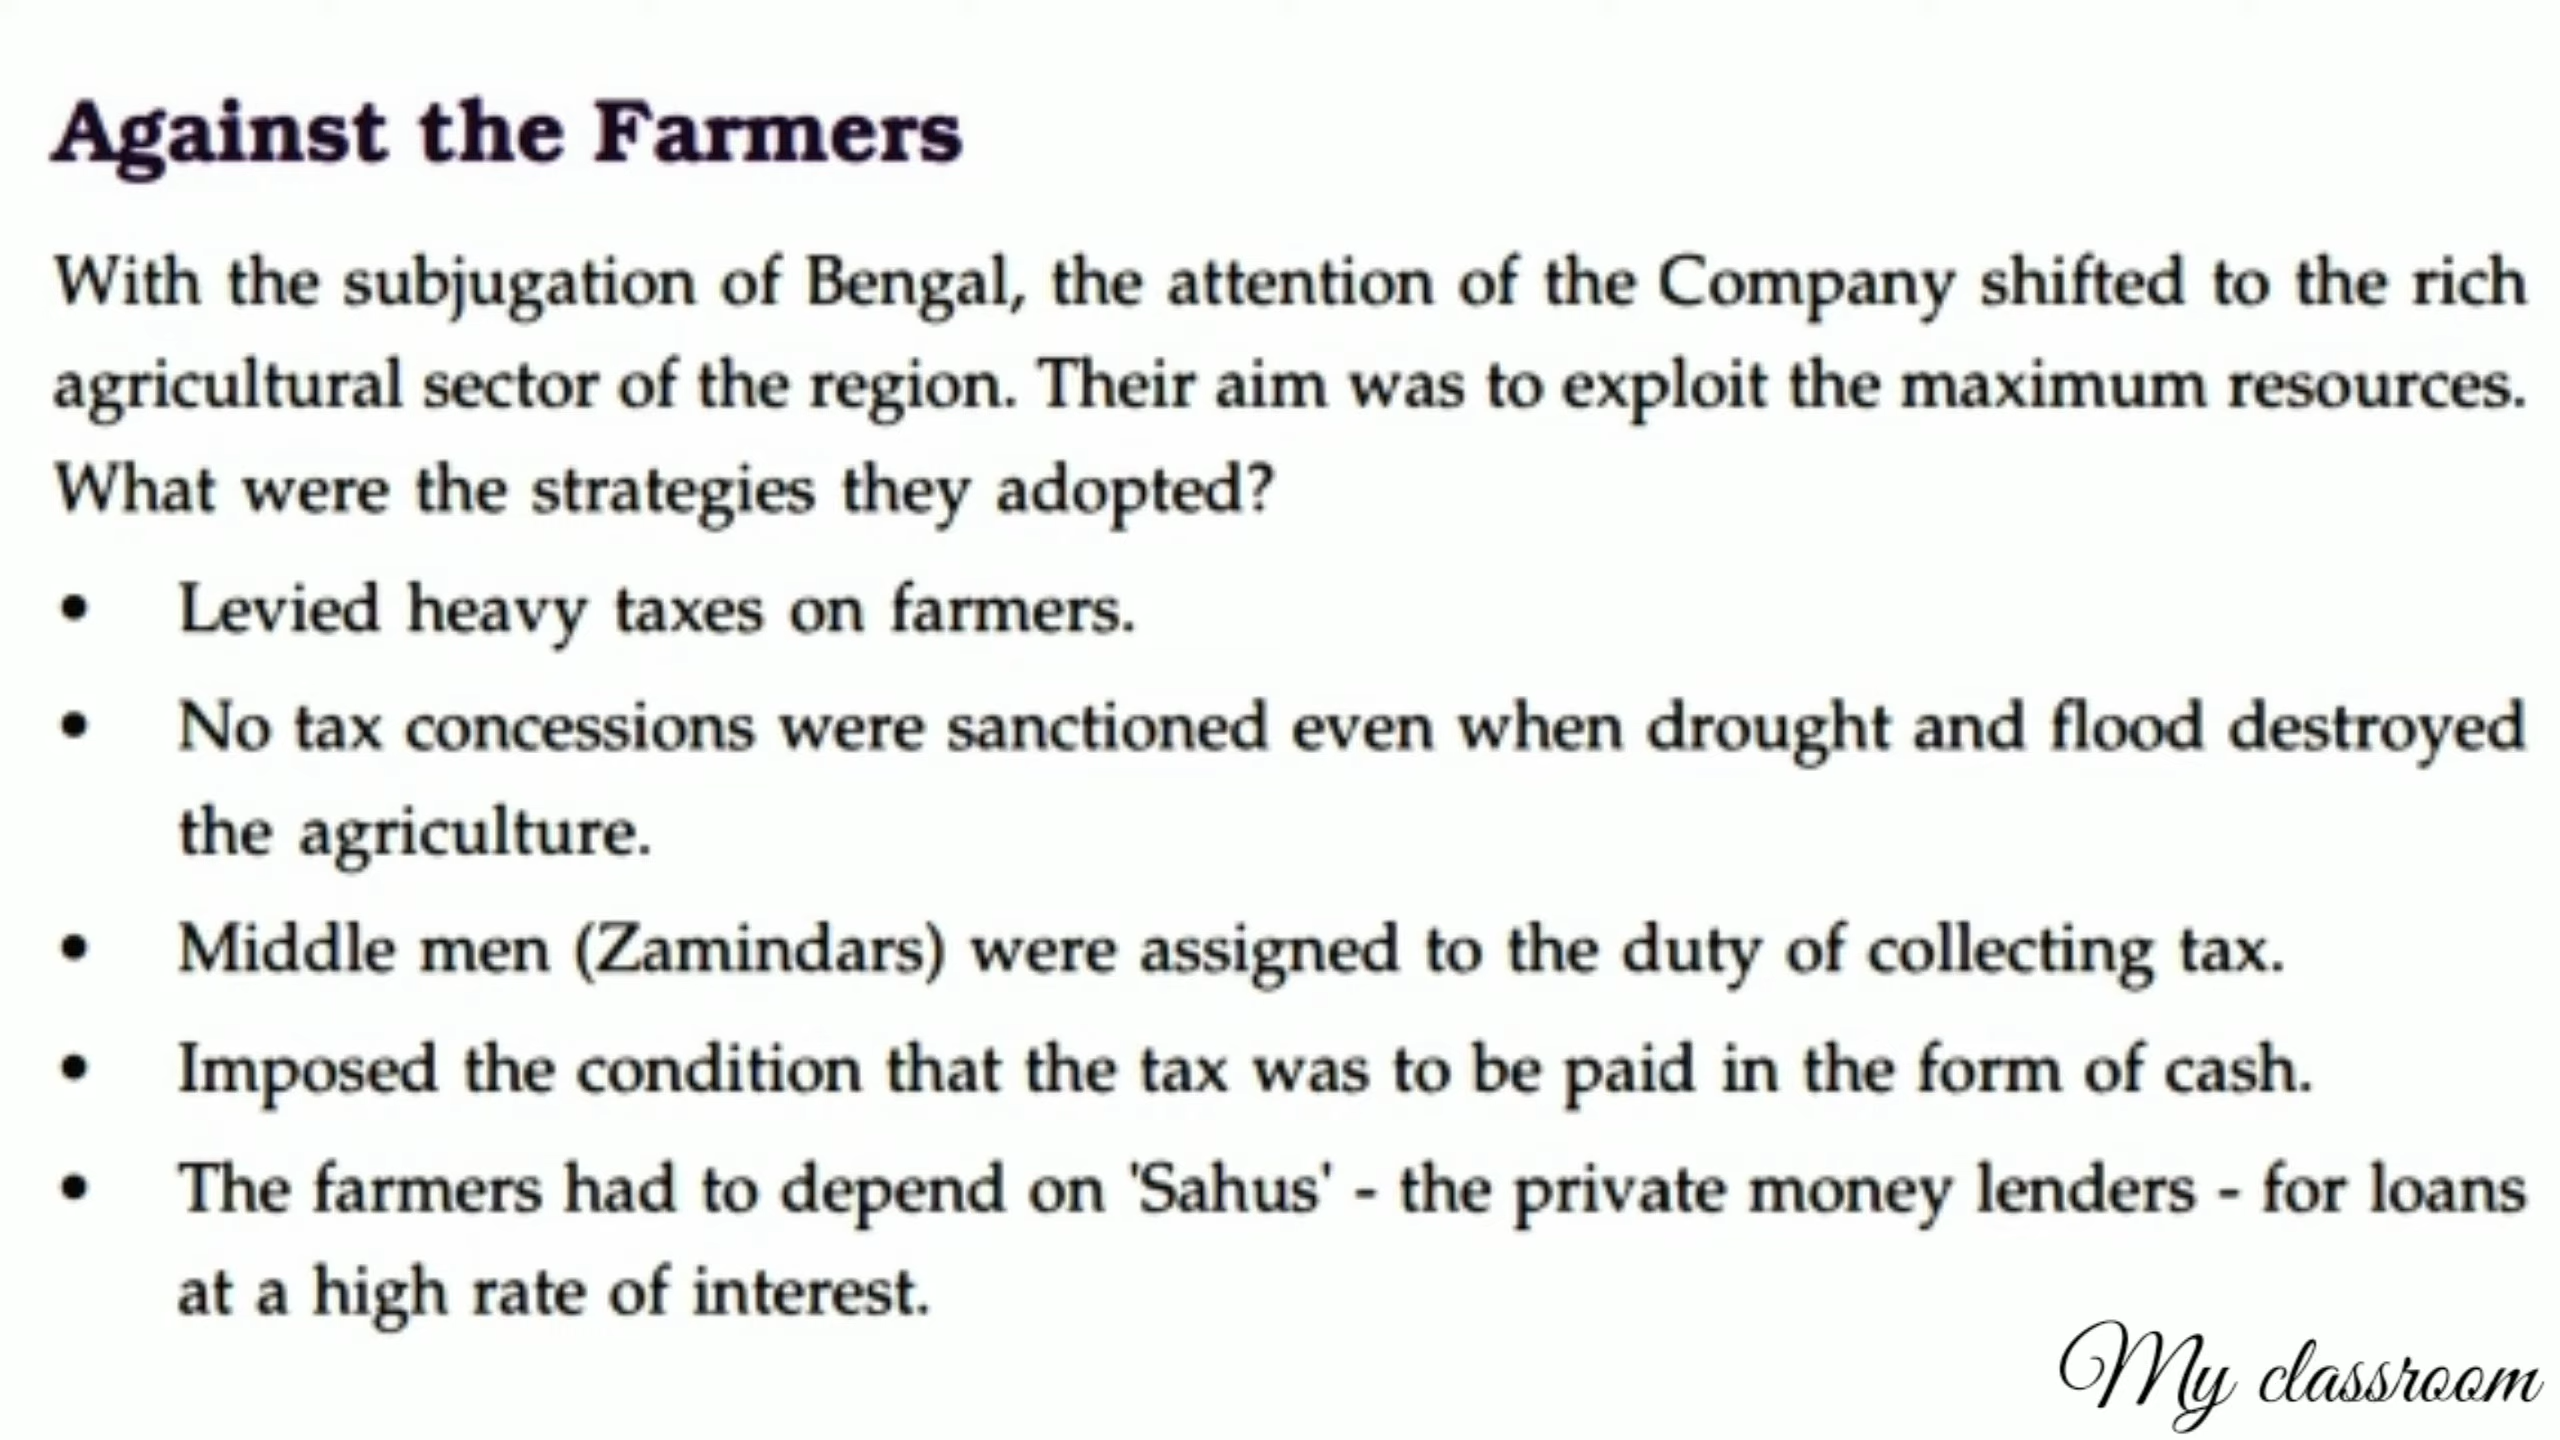 Against the Farmers
With the subjugation of Bengal, the attention of the Company shifted to the rich
agricultural sector of the region. Their aim was to exploit the maximum resources.
What were the strategies they adopted?
• Levied heavy taxes on farmers.
• No tax concessions were sanctioned even when drought and flood destroyed
the agriculture.
• Middle men (Zamindars) were assigned to the duty of collecting tax.
• Imposed the condition that the tax was to be paid in the form of cash.
• The farmers had to depend on 'Sahus' - the private money lenders - for loans
at a high rate of interest.
My classroom